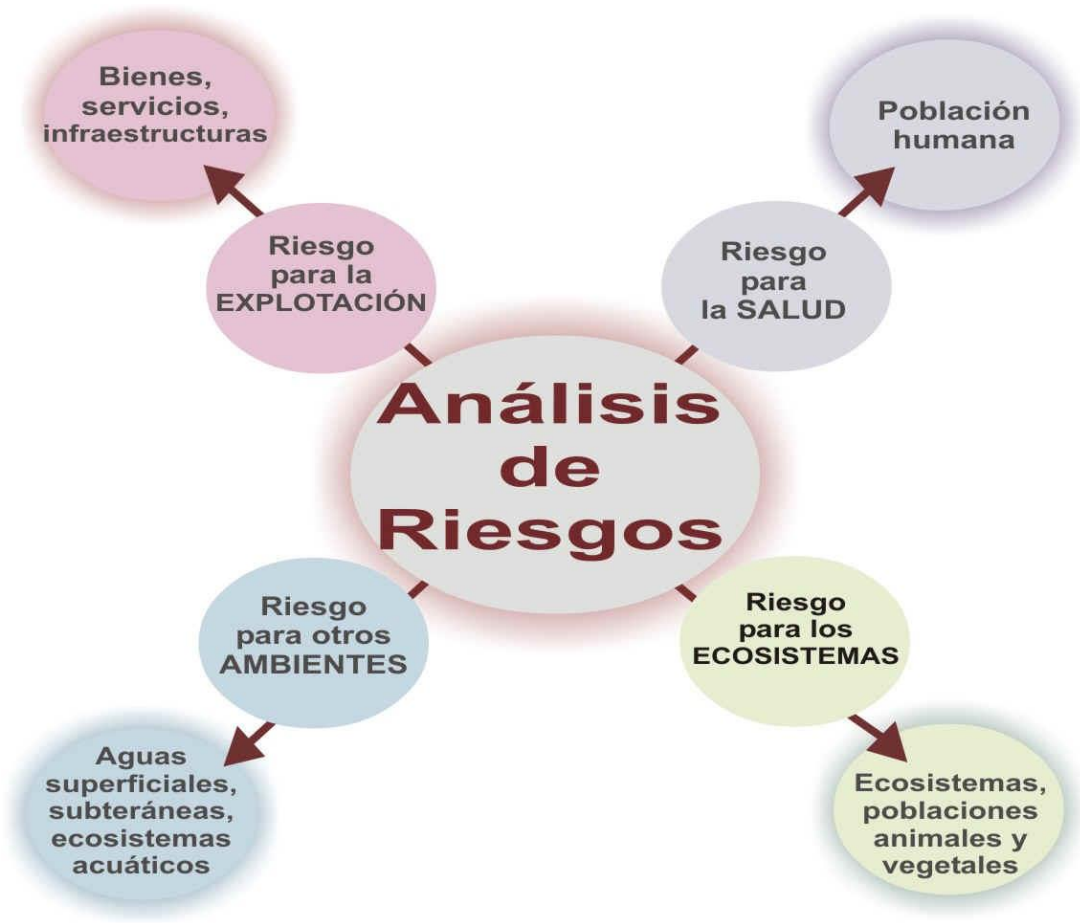 Bienes,
servicios,
infraestructuras
Población
humana
Riesgo
para la
EXPLOTACIÓN
Riesgo
para
la SALUD
Análisis
de
Riesgos
Riesgo
para otros
AMBIENTES
Riesgo
para los
ECOSISTEMAS
Aguas
superficiales,
subteráneas,
ecosistemas
acuáticos
Ecosistemas,
poblaciones
animales y
vegetales